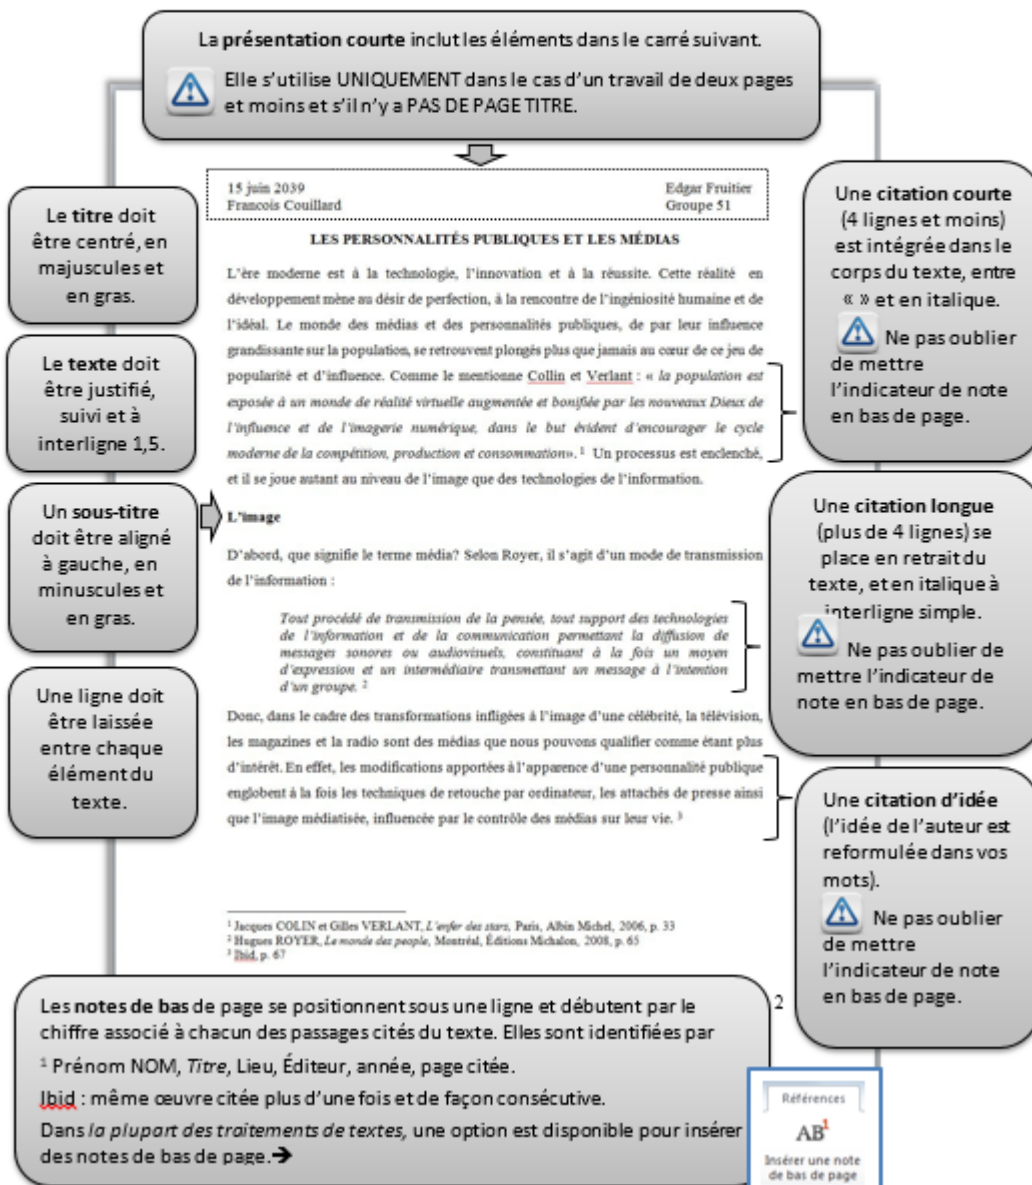 La présentation courte inclut les éléments dans le carré suivant.
Elle s'utilise UNIQUEMENT dans le cas d'un travail de deux pages
et moins et s'il n'y a PAS DE PAGE TITRE.
15 juin 2039
Edgar Fruitier
Francois Couillard
Groupe 51
Le titre doit
être centré, en
majuscules et
en gras.
Le texte doit
être justifié,
suivi et à
interligne 1,5.
Un sous-titre
doit être aligné
à gauche, en
minuscules et
en gras.
Une ligne doit
être laissée
entre chaque
élément du
texte.
LES PERSONNALITÉS PUBLIQUES ET LES MÉDIAS
L'ère moderne est à la technologie, l'innovation et à la réussite. Cette réalité en
développement mène au désir de perfection, à la rencontre de l'ingéniosité humaine et de
l'idéal. Le monde des médias et des personnalités publiques, de par leur influence
grandissante sur la population, se retrouvent plongés plus que jamais au cœur de ce jeu de
popularité et d'influence. Comme le mentionne Collin et Verlant : « la population est
exposée à un monde de réalité virtuelle augmentée et bonifiée par les nouveaux Dieux de
l'influence et de l'imagerie numérique, dans le but évident d'encourager le cycle
moderne de la compétition, production et consommation». 1 Un processus est enclenché,
et il se joue autant au niveau de l'image que des technologies de l'information.
L'image
D'abord, que signifie le terme média? Selon Royer, il s'agit d'un mode de transmission
de l'information :
Tout procédé de transmission de la pensée, tout support des technologies
de l'information et de la communication permettant la diffusion de
messages sonores ou audiovisuels, constituant à la fois un moyen
d'expression et un intermédiaire transmettant un message à l'intention
d'un groupe. 2
Donc, dans le cadre des transformations infligées à l'image d'une célébrité, la télévision,
les magazines et la radio sont des médias que nous pouvons qualifier comme étant plus
d'intérêt. En effet, les modifications apportées à l'apparence d'une personnalité publique
englobent à la fois les techniques de retouche par ordinateur, les attachés de presse ainsi
que l'image médiatisée, influencée par le contrôle des médias sur leur vie. 3
1 Jacques COLIN et Gilles VERLANT, L'enfer des stars, Paris, Albin Michel, 2006, p. 33
2 Hugues ROYER, Le monde des people, Montréal, Éditions Michalon, 2008, p. 65
3 Ibid, p. 67
2
Une citation courte
(4 lignes et moins)
est intégrée dans le
corps du texte, entre
« » et en italique.
Ne pas oublier
de mettre
l'indicateur de note
en bas de page.
Une citation longue
(plus de 4 lignes) se
place en retrait du
texte, et en italique à
interligne simple.
Ne pas oublier de
mettre l'indicateur de
note en bas de page.
Une citation d'idée
(l'idée de l'auteur est
reformulée dans vos
mots).
Ne pas oublier
de mettre
l'indicateur de note
en bas de page.
Les notes de bas de page se positionnent sous une ligne et débutent par le
chiffre associé à chacun des passages cités du texte. Elles sont identifiées par
1 Prénom NOM, Titre, Lieu, Éditeur, année, page citée.
Ibid : même œuvre citée plus d'une fois et de façon consécutive.
Dans la plupart des traitements de textes, une option est disponible pour insérer
des notes de bas de page.➔
Références
AB1
Insérer une note
de bas de page